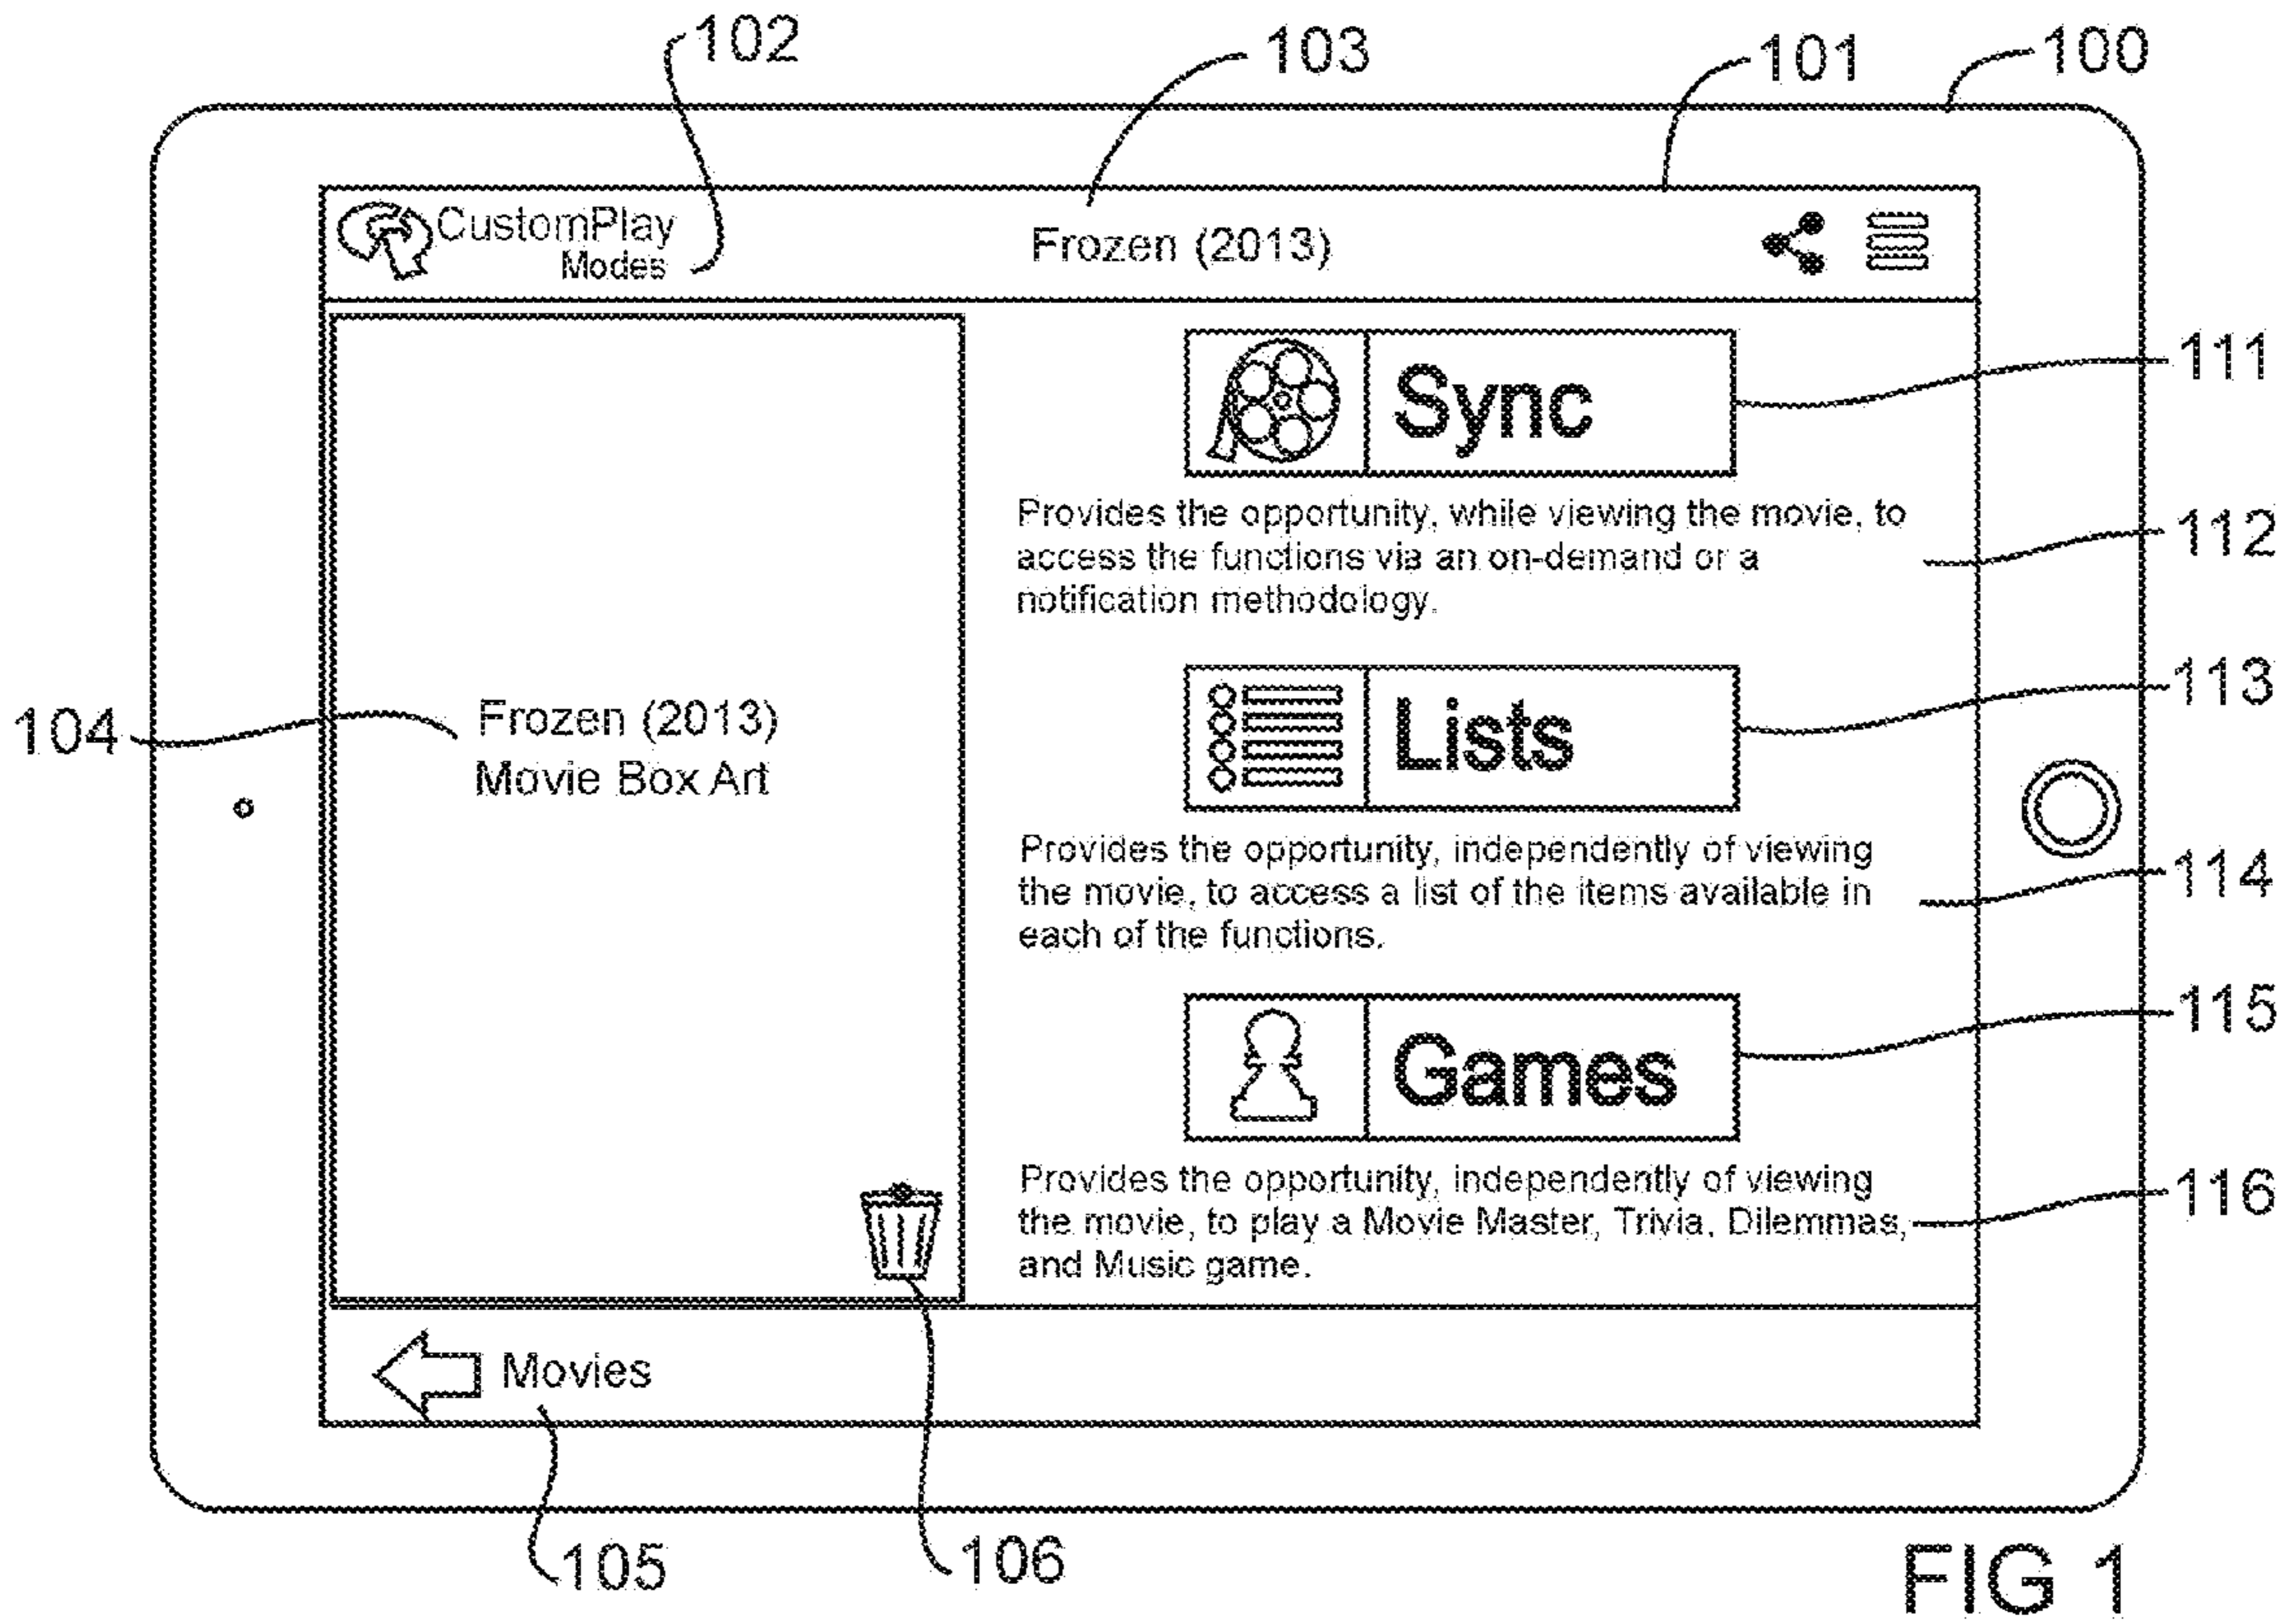 102
103
101
100
CustomPlay
Modes
Frozen (2013)
111
Sync
112
Provides the opportunity, while viewing the movie, to
access the functions via an on-demand or a
notification methodology.
113
Lists
104
Frozen (2013)
Movie Box Art
114
Provides the opportunity, independently of viewing
the movie, to access a list of the items available in
each of the functions.
115
Games
116
Provides the opportunity, independently of viewing
the movie, to play a Movie Master, Trivia, Dilemmas,
and Music game.
Movies
105
106
FIG 1